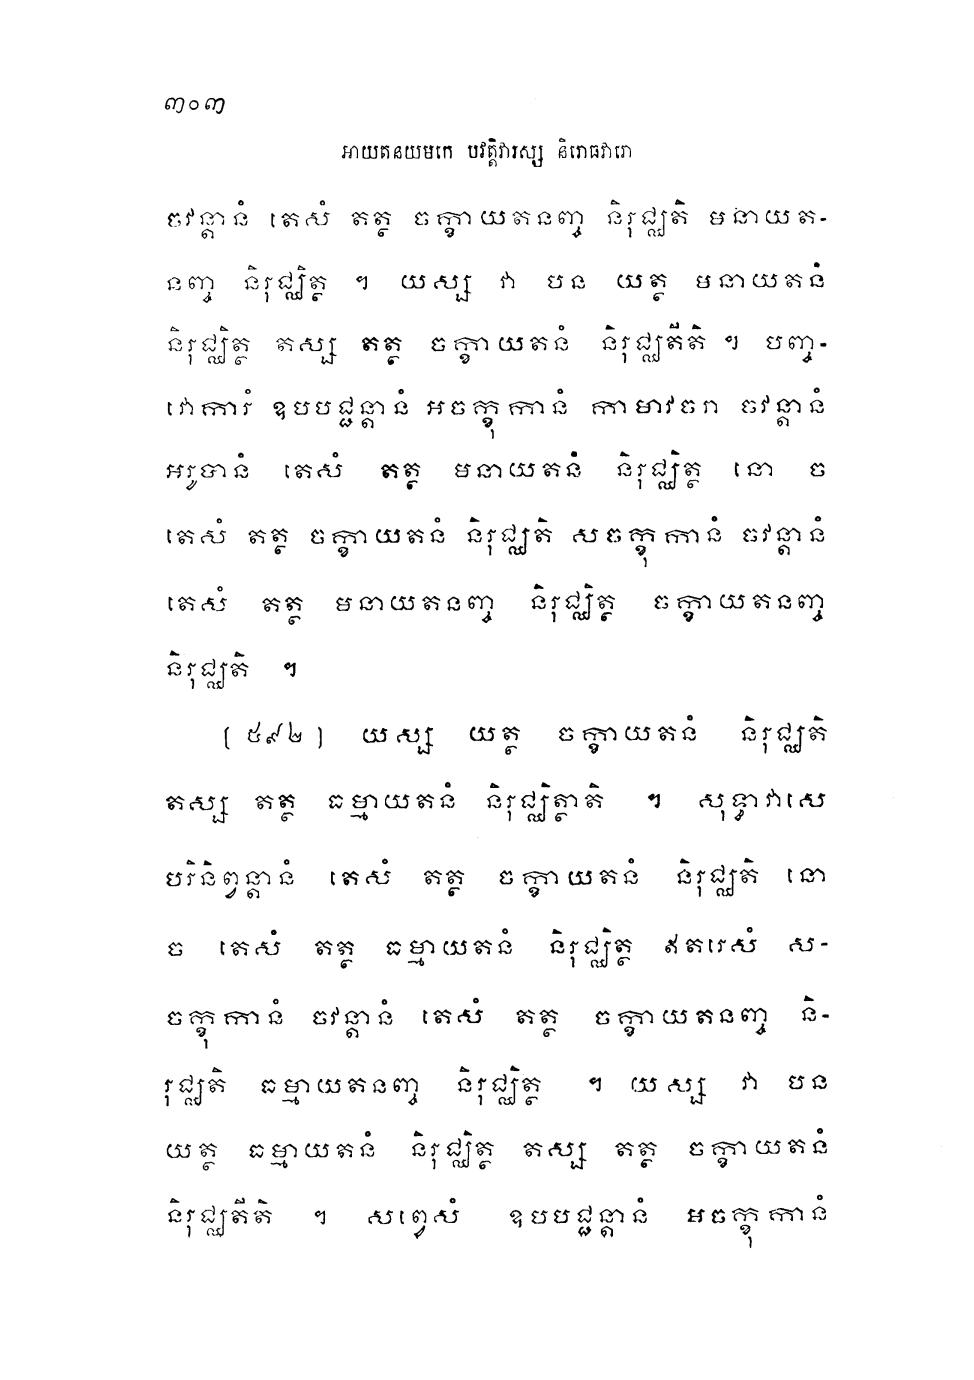 ៣០៣
អាយតនយមកេ បវត្តិវារស្ស និរោធវារោ
ចវន្តានំ តេសំ តត្ថ ចក្ខាយតនញ្ច និរុជ្ឈតិ មនាយត-
នញ្ច និរុជ្ឈិត្ថ ។ យស្ស វា បន យត្ថ មនាយតនំ
និរុជ្ឈិត្ថ តស្ស តត្ថ ចក្ខាយតនំ និរុជ្ឈតីតិ ។ បញ្ច-
វោការំ ឧបបជ្ជន្តានំ អចក្ខុកានំ កាមាវចរា ចវន្តានំ
អរូបានំ តេសំ តត្ថ មនាយតនំ និរុជ្ឈិត្ថ នោ ច
តេសំ តត្ថ ចក្ខាយតនំ និរុជ្ឈតិ សចក្ខុកានំ ចវន្តានំ
តេសំ តត្ថ មនាយតនញ្ច និរុជ្ឈិត្ថ ចក្ខាយតនញ្ច
និរុជ្ឈតិ ។
[ ៥៩២ ] យស្ស យត្ថ ចក្ខាយតនំ និរុជ្ឈតិ
តស្ស តត្ថ ធម្មាយតនំ និរុជ្ឈិត្ថាតិ ។ សុទ្ធាវាសេ
បរិនិព្វន្តានំ តេសំ តត្ថ ចក្ខាយតនំ និរុជ្ឈតិ នោ
ច តេសំ តត្ថ ធម្មាយតនំ និរុជ្ឈិត្ថ ឥតរេសំ ស-
ចក្ខុកានំ ចវន្តានំ តេសំ តត្ថ ចក្ខាយតនញ្ច និ-
រុជ្ឈតិ ធម្មាយតនញ្ច និរុជ្ឈិត្ថ ។ យស្ស វា បន
យត្ថ ធម្មាយតនំ និរុជ្ឈិត្ថ តស្ស តត្ថ ចក្ខាយតនំ
និរុជ្ឈតីតិ ។ សព្វេសំ ឧបបជ្ជន្តានំ អចក្ខុកានំ